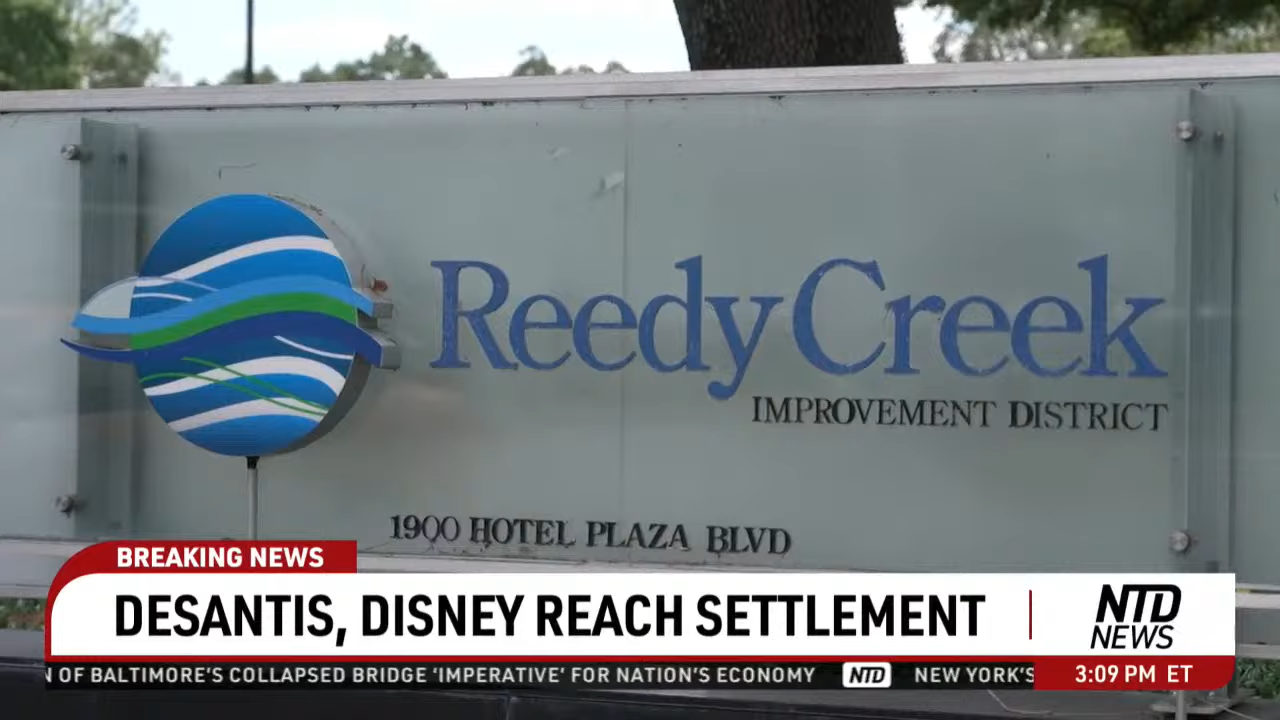 Reedy Creek
IMPROVEMENT DISTRICT
1900 HOTEL PLAZA BLVD
BREAKING NEWS
DESANTIS, DISNEY REACH SETTLEMENT
NTD
NEWS
N OF BALTIMORE'S COLLAPSED BRIDGE 'IMPERATIVE' FOR NATION'S ECONOMY NTD NEW YORK'S 3:09 PM ET